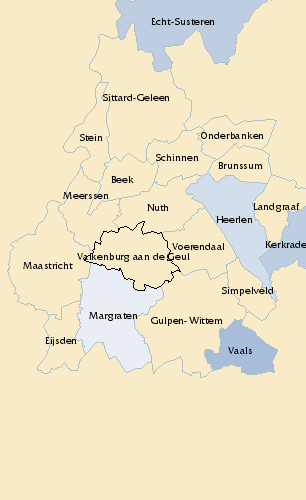 Echt-Susteren
Sittard-Geleen
Stein
Onderbanken
Schinnen
Brunssum
Beek
Meerssen
Nuth
Landgraaf
Heerlen
Voerendaal
Kerkrade
Valkenburg aan de Geul
Maastricht
Simpelveld
Margraten
Gulpen- Wittem
Eijsden
Vaals